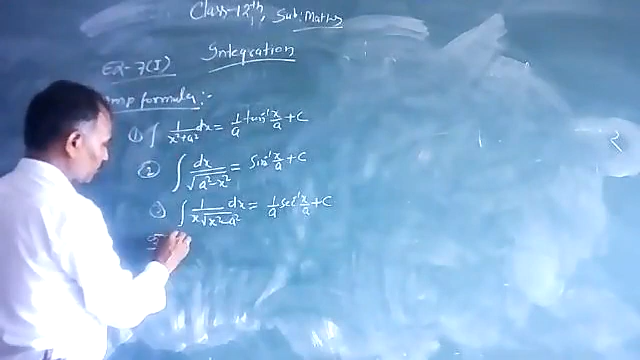 Class-12th, Sub: Maths
Integration
Ex-7(I)
Imp formula:-
① ∫ 1/(x²+a²) dx = 1/a tan⁻¹ x/a + C
② ∫ dx/√(a²-x²) = Sin⁻¹ x/a + C
③ ∫ 1/(x√(x²-a²)) dx = 1/a sec⁻¹ x/a + C